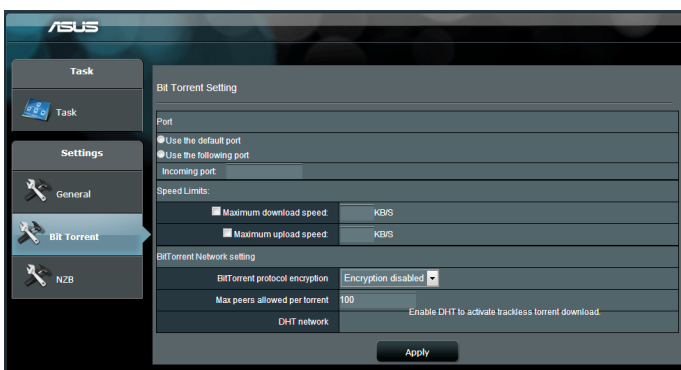 ASUS
Task
Task
Settings
General
Bit Torrent
NZB
Bit Torrent Setting
Port
Use the default port
Use the following port
Incoming port:
Speed Limits:
Maximum download speed: KB/S
Maximum upload speed: KB/S
BitTorrent Network setting
BitTorrent protocol encryption Encryption disabled
Max peers allowed per torrent 100
DHT network Enable DHT to activate trackless torrent download.
Apply